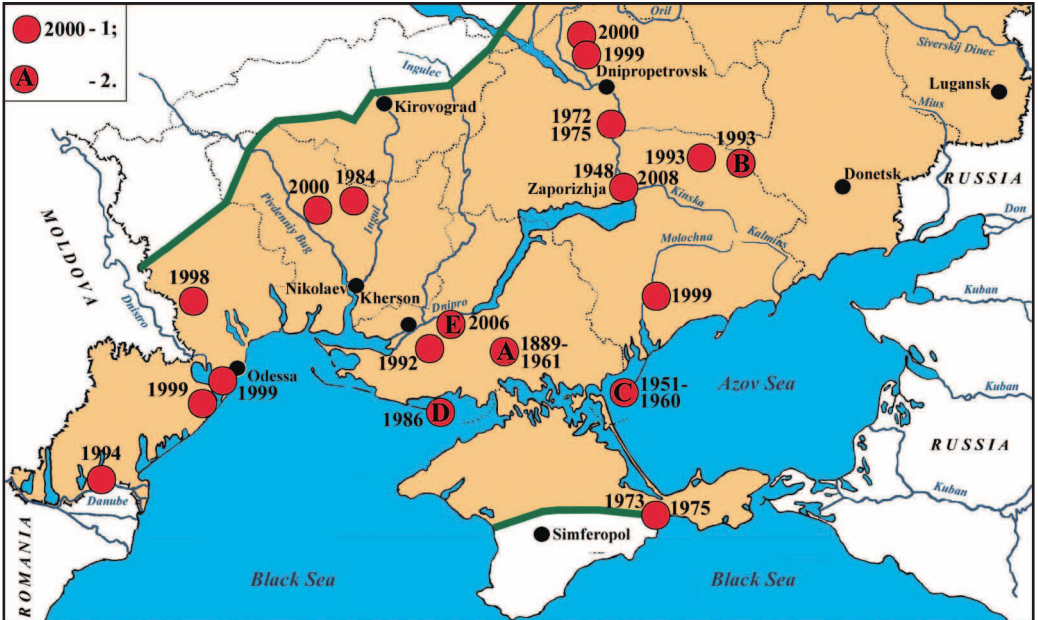 2000 - 1;
A - 2.
Oril
2000
1999
Dnipropetrovsk
Siverskij Dinec
Lugansk
Mius
Ingulec
Kirovograd
1972
1975
1993
1993
B
Donetsk
RUSSIA
1948
2008
Zaporizhja
Kinska
Don
2000
1984
Pivdenniy Bug
Ingul
Molochna
Kalmius
MOLDOVA
Dnistro
1998
Nikolaev
Kherson
Dnipro
1999
Kuban
E
2006
1992
A
1889-
1961
Odessa
1999
1999
C
1951-
1960
Azov Sea
Kuban
D
1986
RUSSIA
1994
Danube
Kuban
1973
1975
Simferopol
ROMANIA
Black Sea
Black Sea